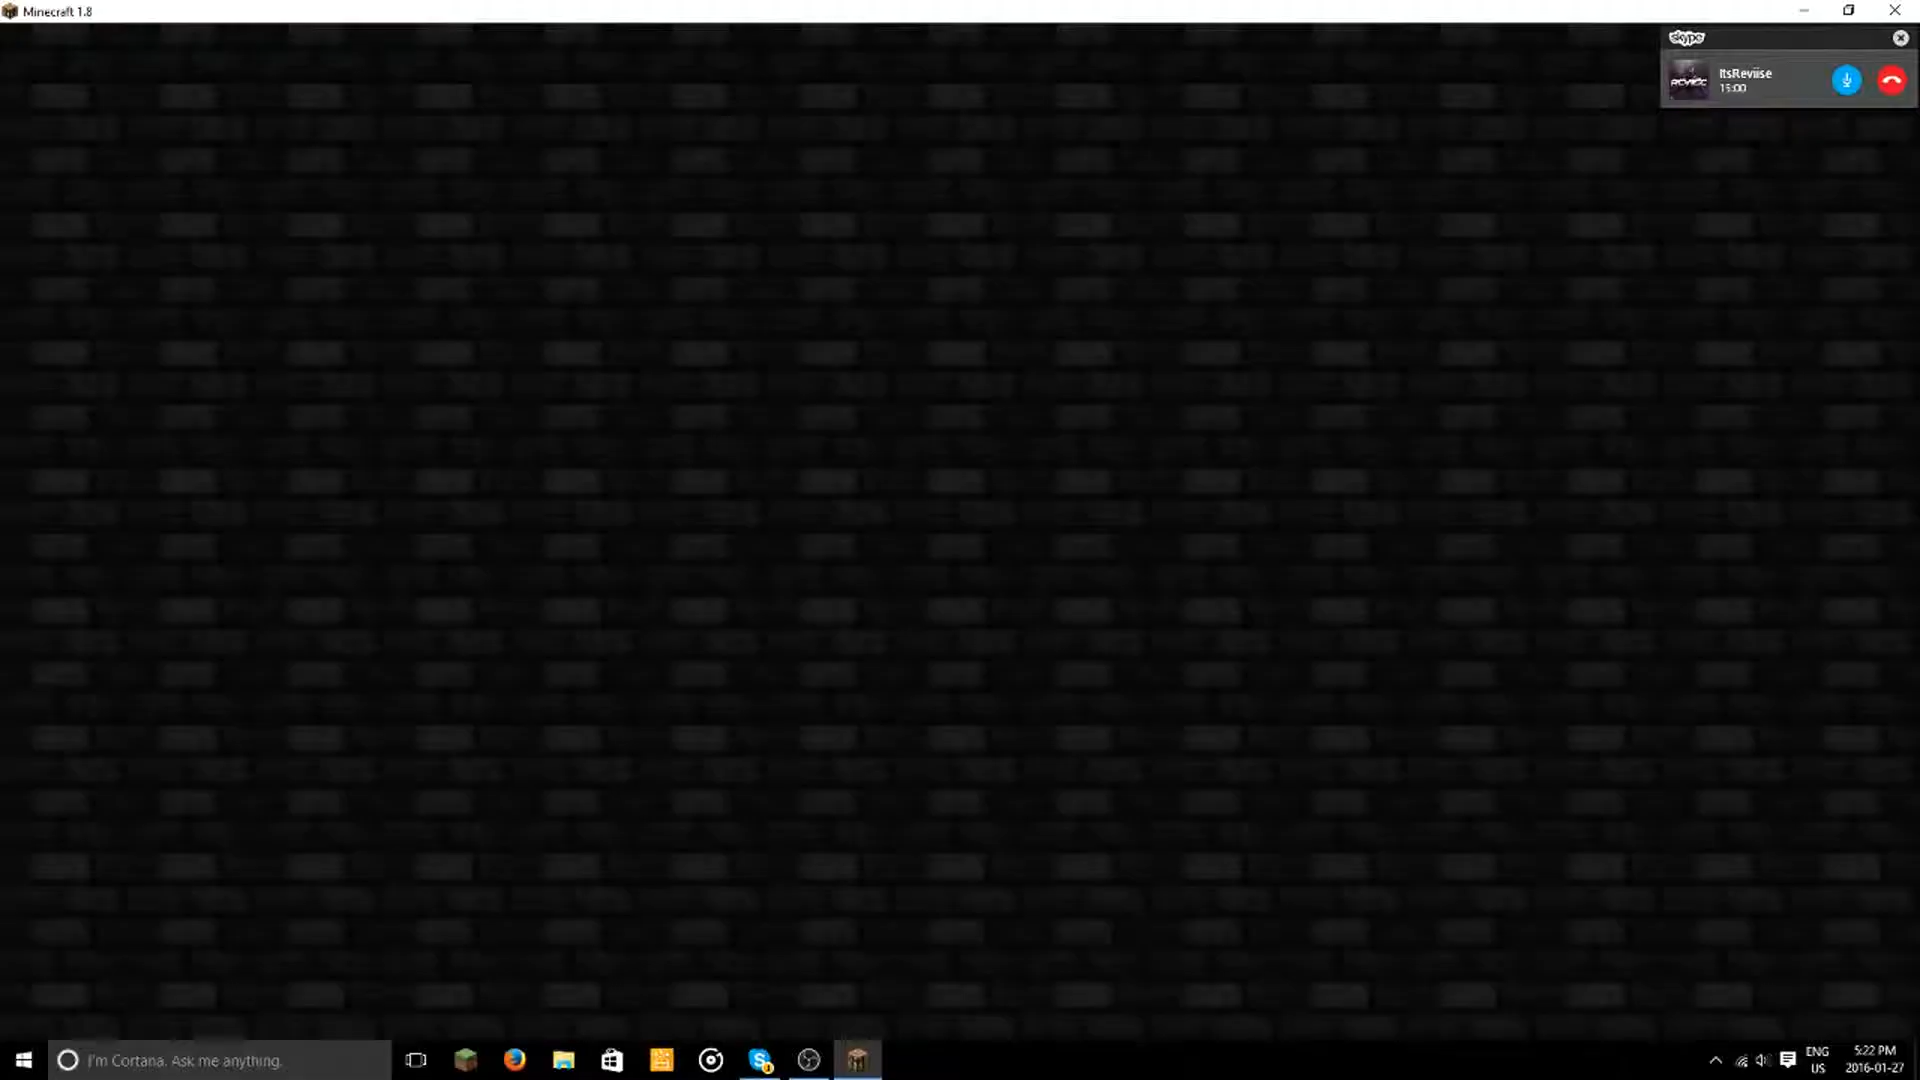 Minecraft 1.8
skype
ItsReviise
15:00
I'm Cortana. Ask me anything.
ENG
US
5:22 PM
2016-01-27